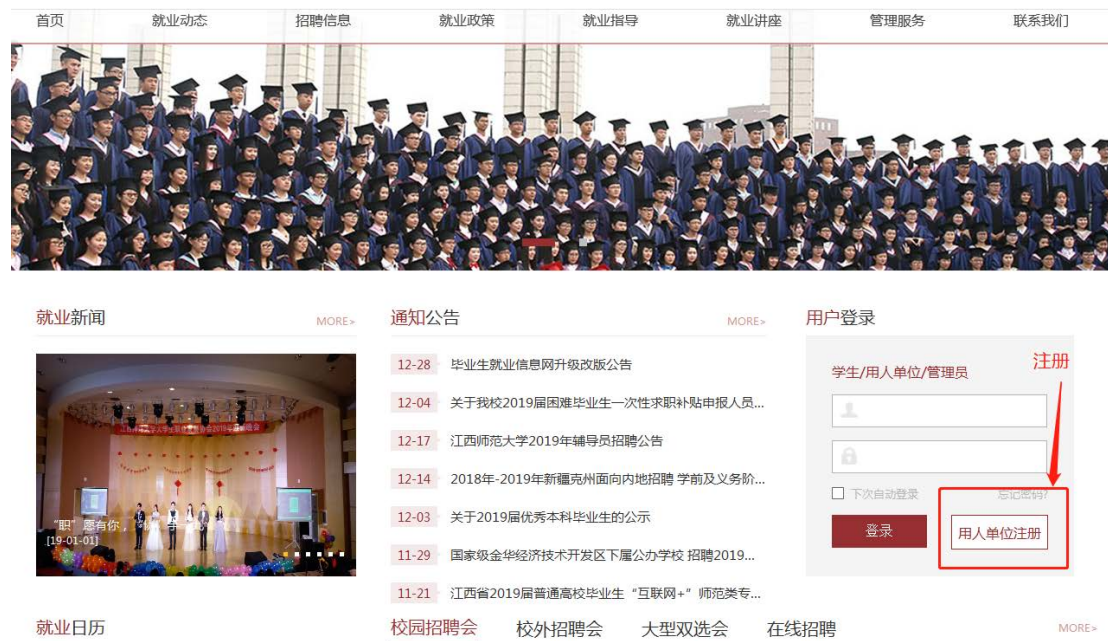 首页 就业动态 招聘信息 就业政策 就业指导 就业讲座 管理服务 联系我们
就业新闻 MORE>
"职"愿有你，
[19-01-01]
通知公告 MORE>
12-28 毕业生就业信息网升级改版公告
12-04 关于我校2019届困难毕业生一次性求职补贴申报人员...
12-17 江西师范大学2019年辅导员招聘公告
12-14 2018年-2019年新疆克州面向内地招聘 学前及义务阶...
12-03 关于2019届优秀本科毕业生的公示
11-29 国家级金华经济技术开发区下属公办学校 招聘2019...
11-21 江西省2019届普通高校毕业生“互联网+”师范类专...
用户登录
注册
学生/用人单位/管理员
下次自动登录 忘记密码?
登录 用人单位注册
就业日历
校园招聘会 校外招聘会 大型双选会 在线招聘 MORE>